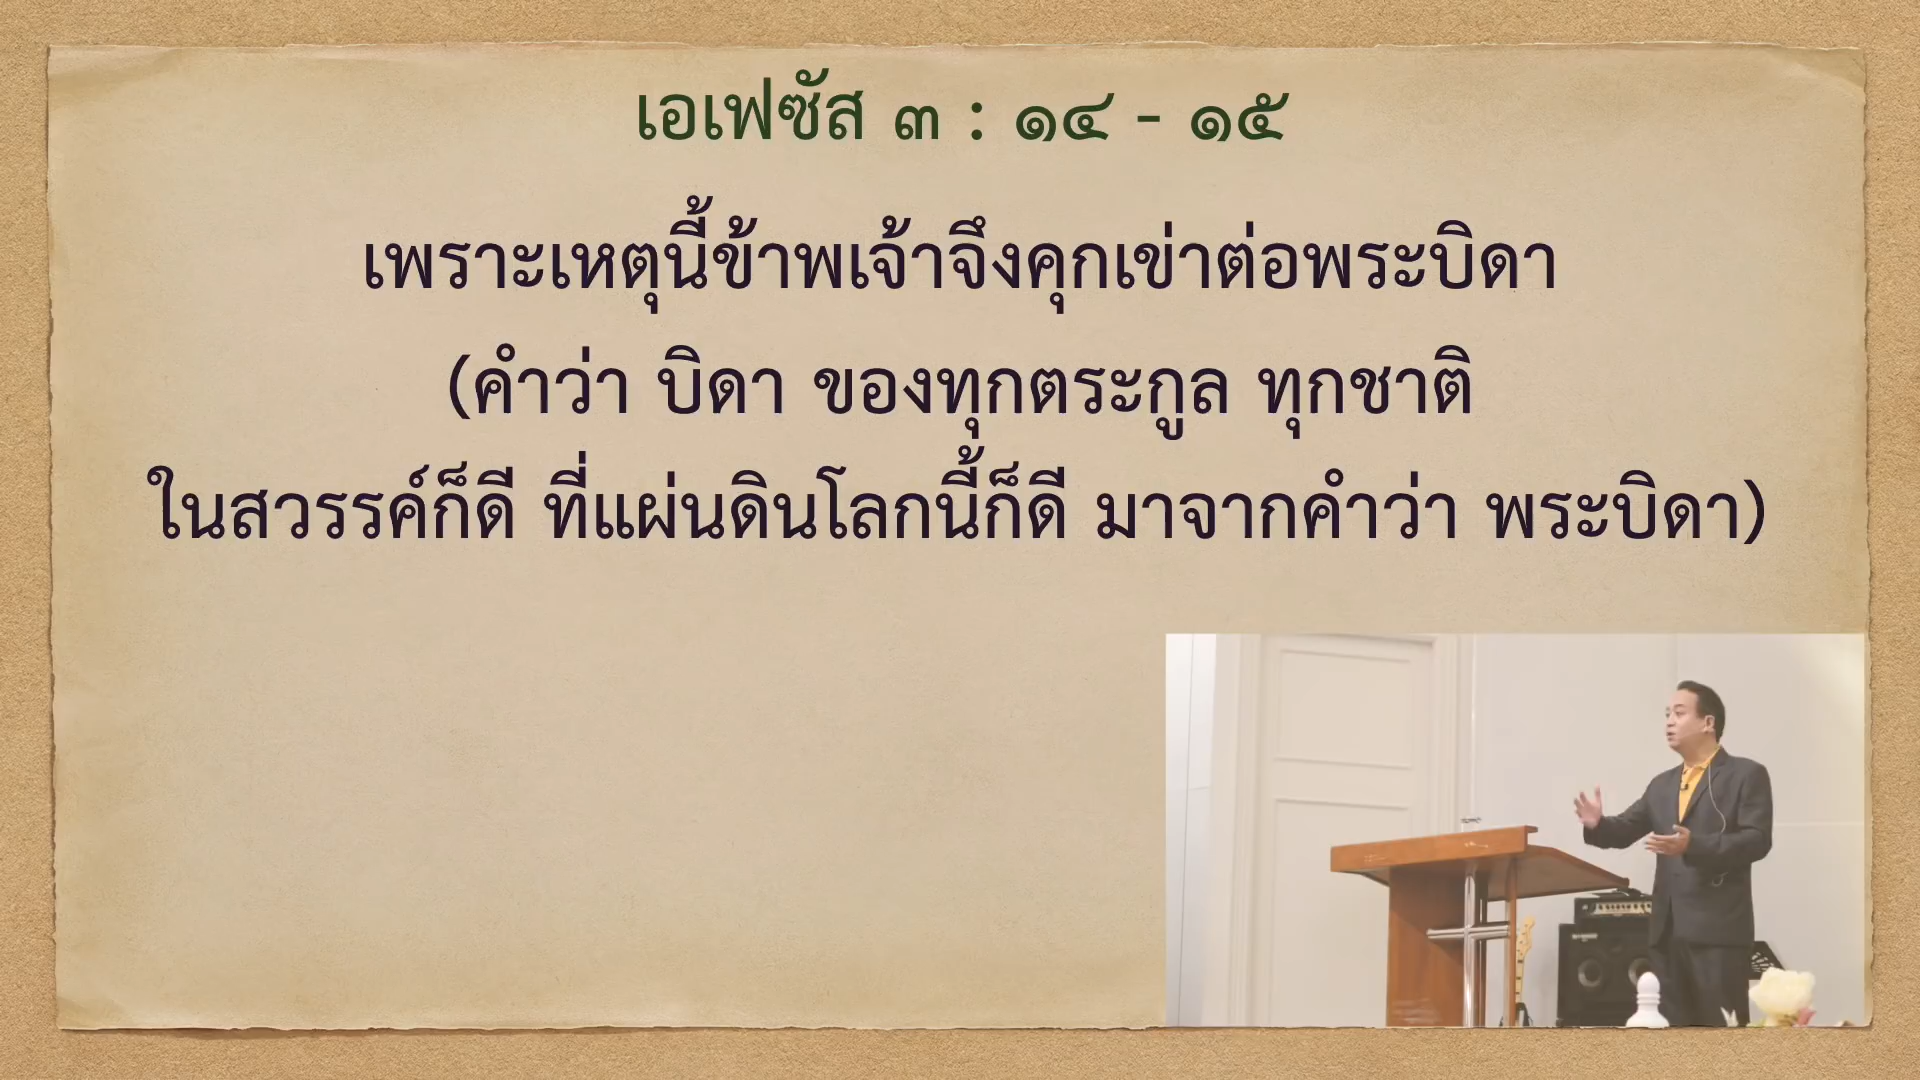 เอเฟซัส ๓ : ๑๔ - ๑๕
เพราะเหตุนี้ข้าพเจ้าจึงคุกเข่าต่อพระบิดา
(คำว่า บิดา ของทุกตระกูล ทุกชาติ
ในสวรรค์ก็ดี ที่แผ่นดินโลกนี้ก็ดี มาจากคำว่า พระบิดา)